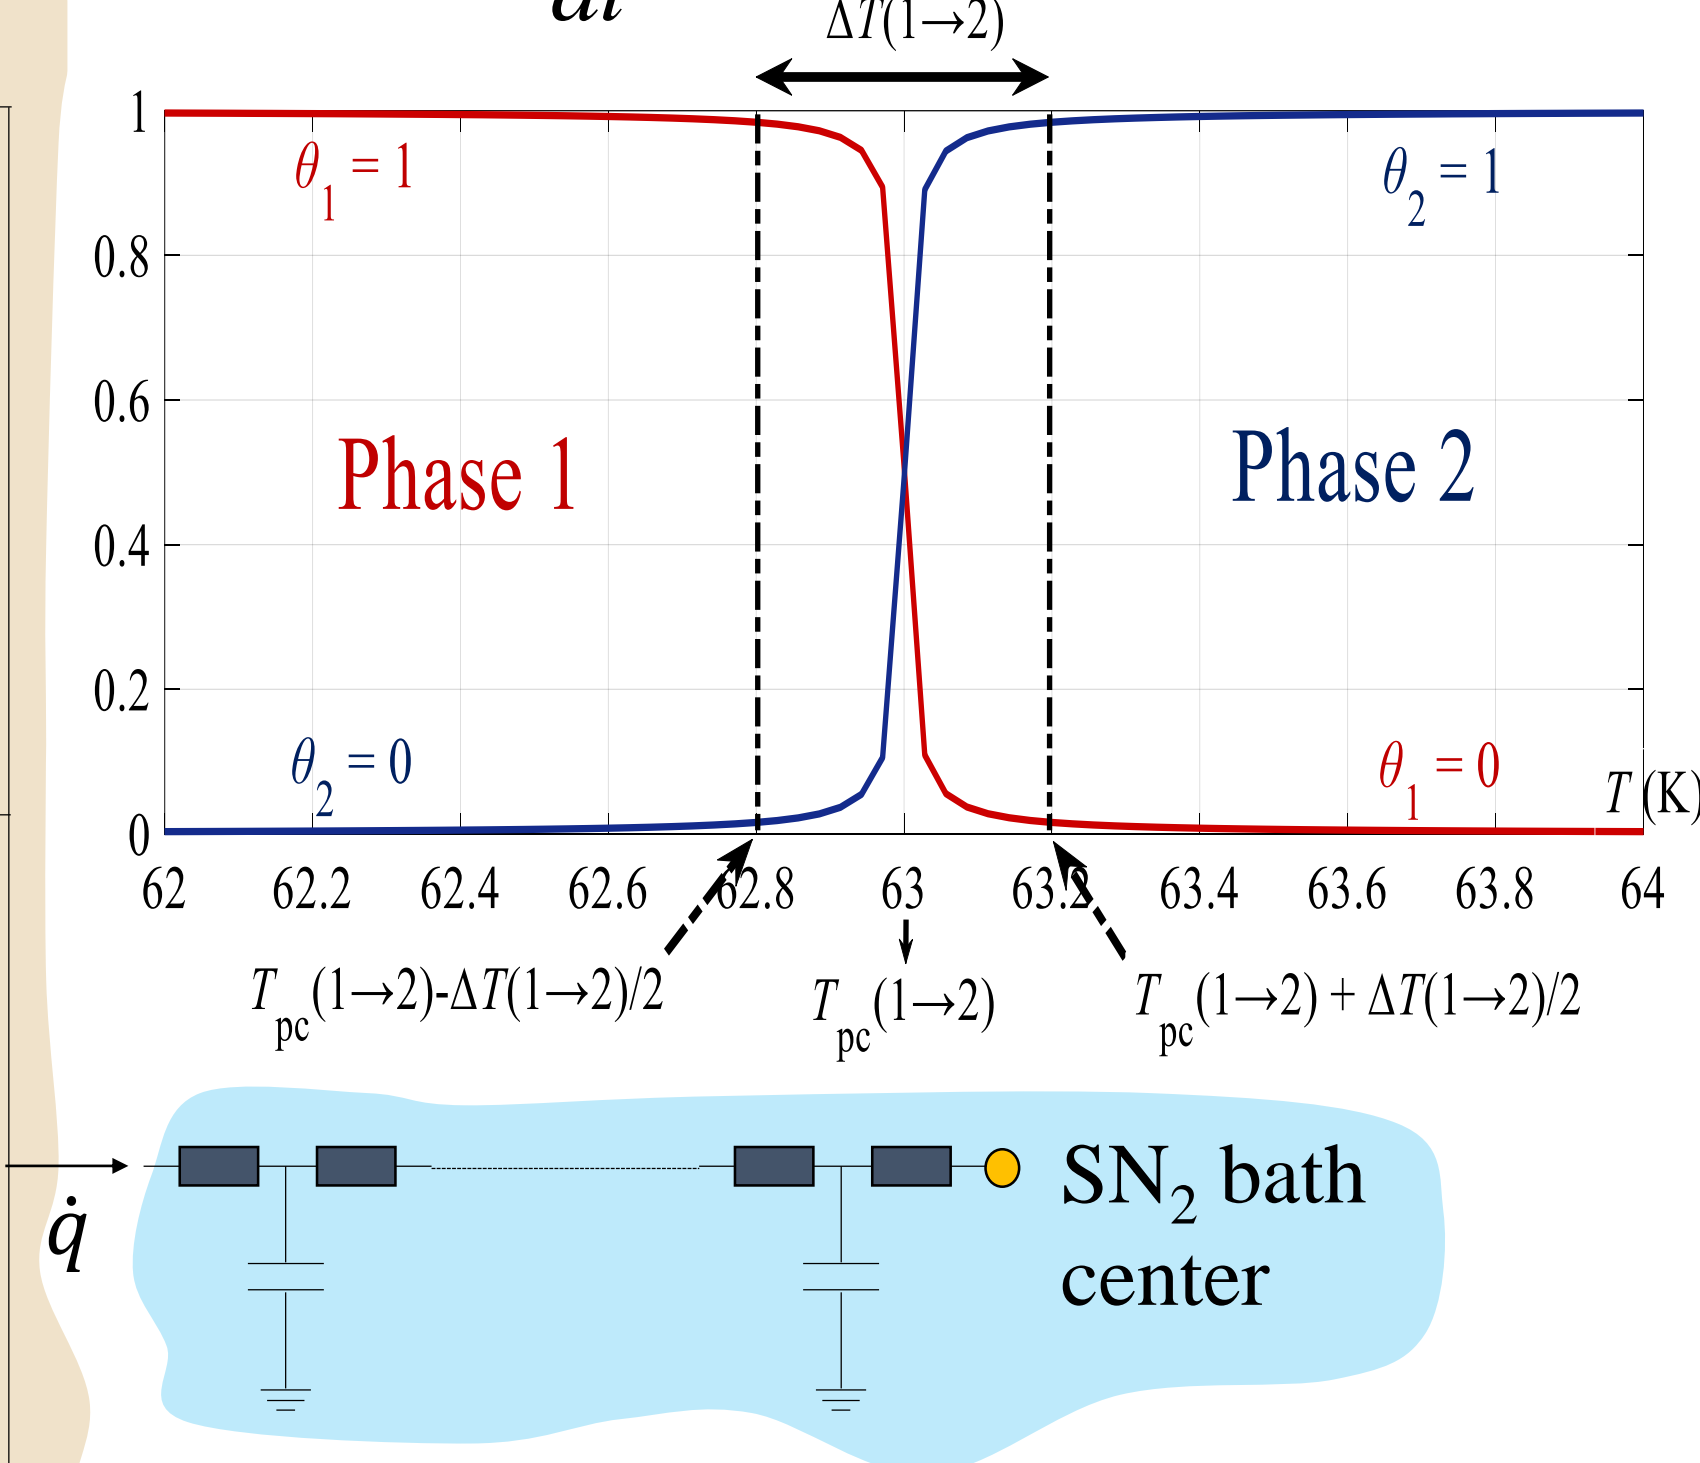 ΔT(1→2)
1
θ₁ = 1
θ₂ = 1
0.8
0.6
Phase 1
Phase 2
0.4
0.2
θ₂ = 0
θ₁ = 0
T (K)
0
62 62.2 62.4 62.6 62.8 63 63.2 63.4 63.6 63.8 64
T_pc(1→2)-ΔT(1→2)/2
T_pc(1→2)
T_pc(1→2) + ΔT(1→2)/2
q̇
SN₂ bath
center